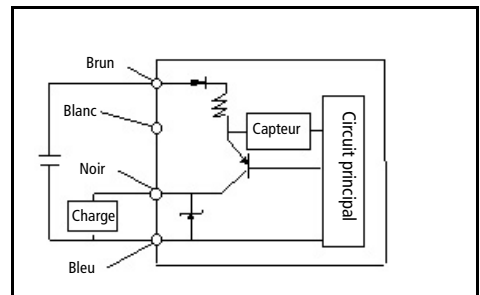 Brun
Blanc
Capteur
Circuit principal
Noir
Charge
Bleu